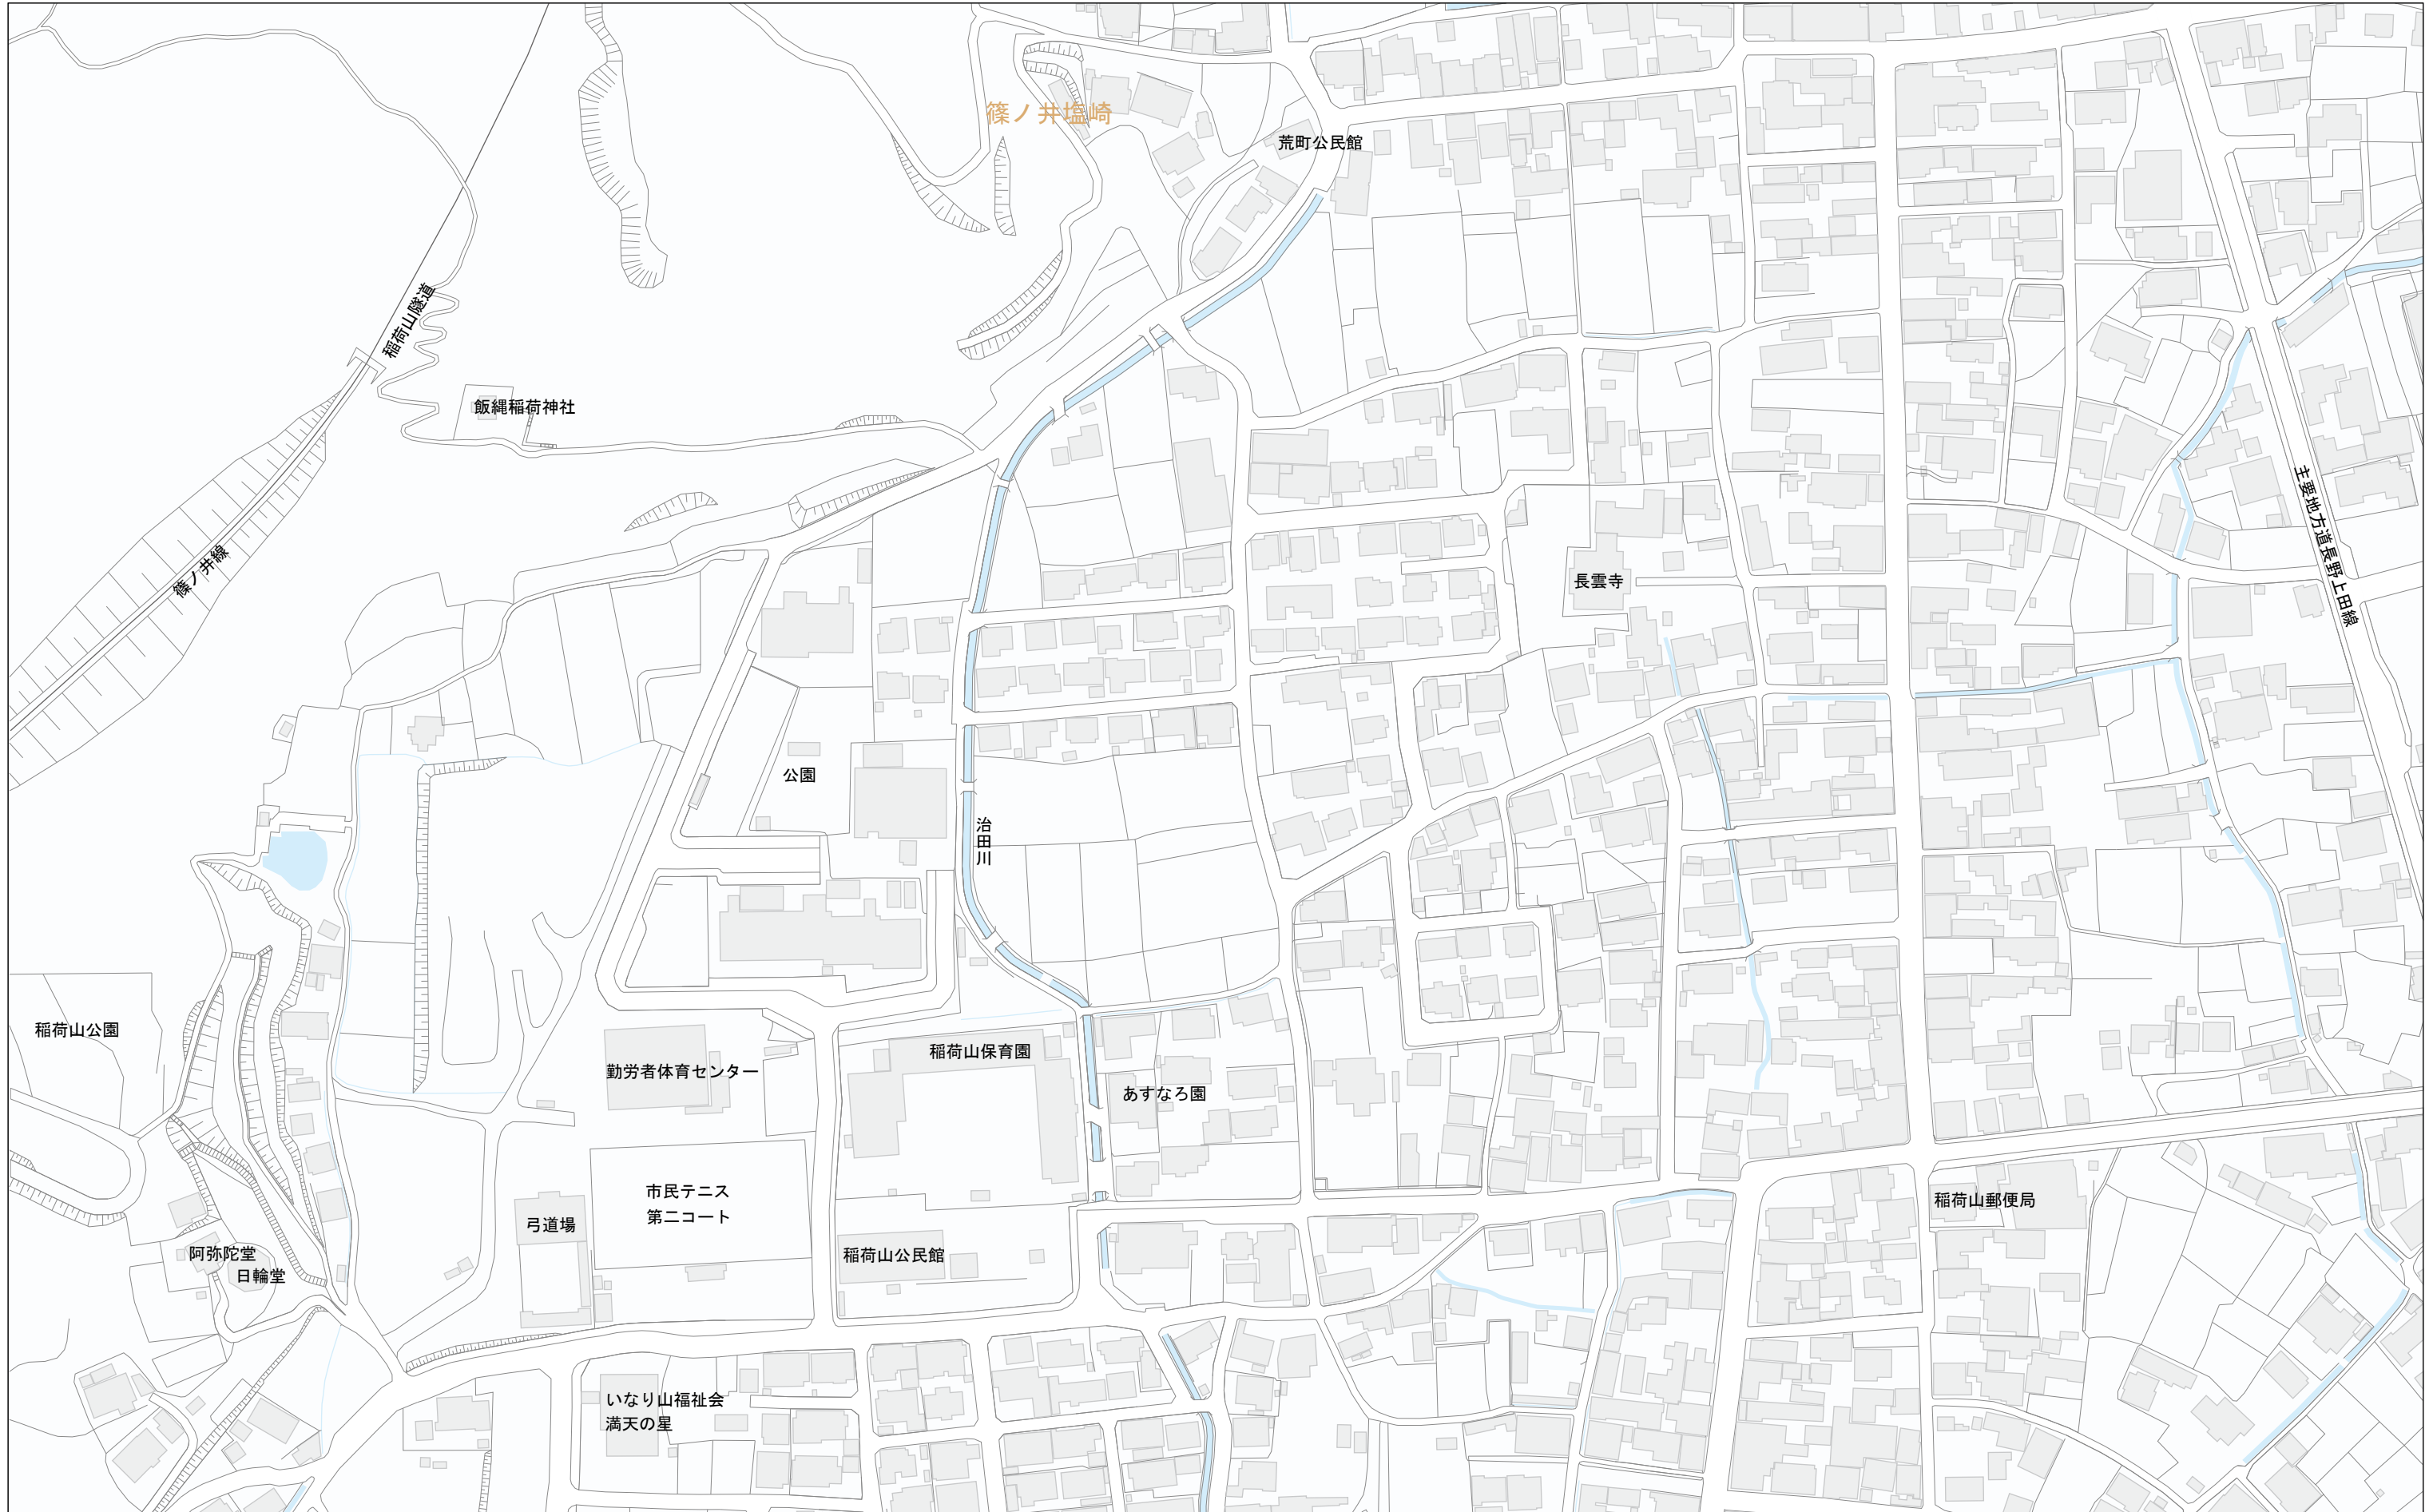 篠ノ井塩崎
荒町公民館
稲荷山隧道
飯縄稲荷神社
主要地方道長野上田線
篠ノ井線
長雲寺
公園
治田川
稲荷山公園
稲荷山保育園
勤労者体育センター
あすなろ園
市民テニス
第二コート
稲荷山郵便局
弓道場
阿弥陀堂
日輪堂
稲荷山公民館
いなり山福祉会
満天の星